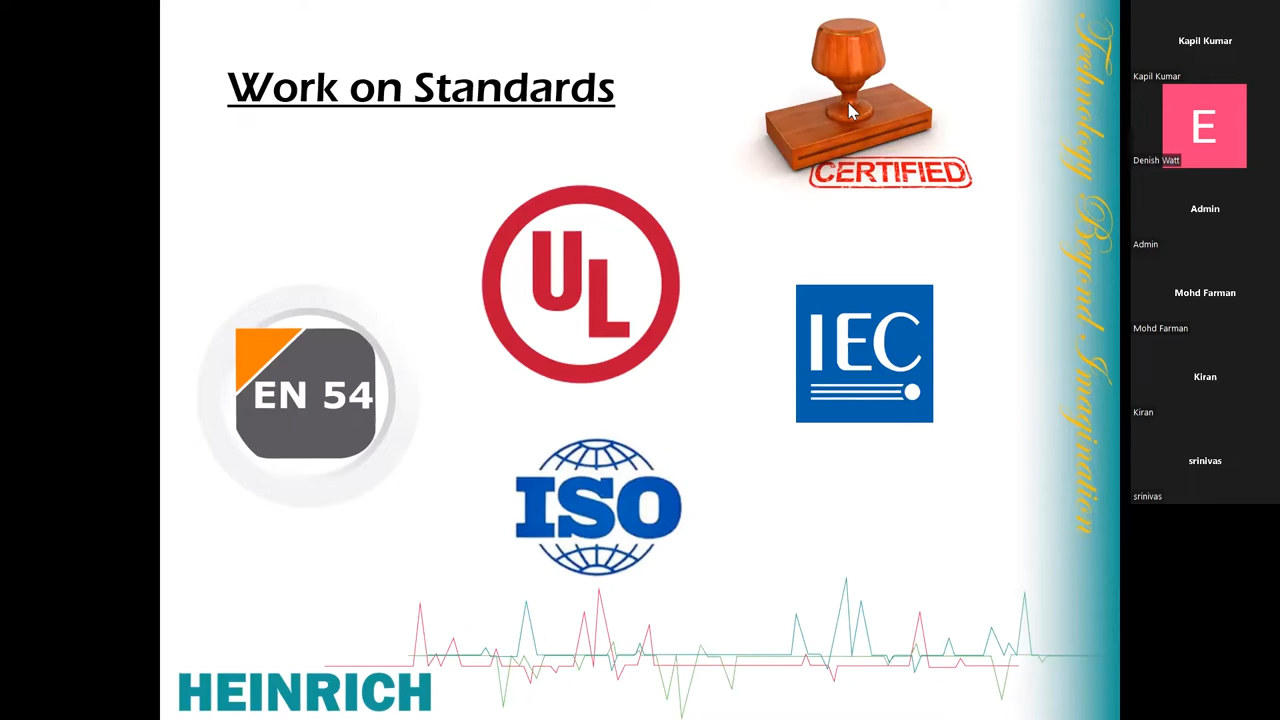 Work on Standards
CERTIFIED
UL
EN 54
IEC
ISO
HEINRICH
Technology Beyond Imagination
Kapil Kumar
Kapil Kumar
E
Denish Watt
Admin
Admin
Mohd Farman
Mohd Farman
Kiran
Kiran
srinivas
srinivas